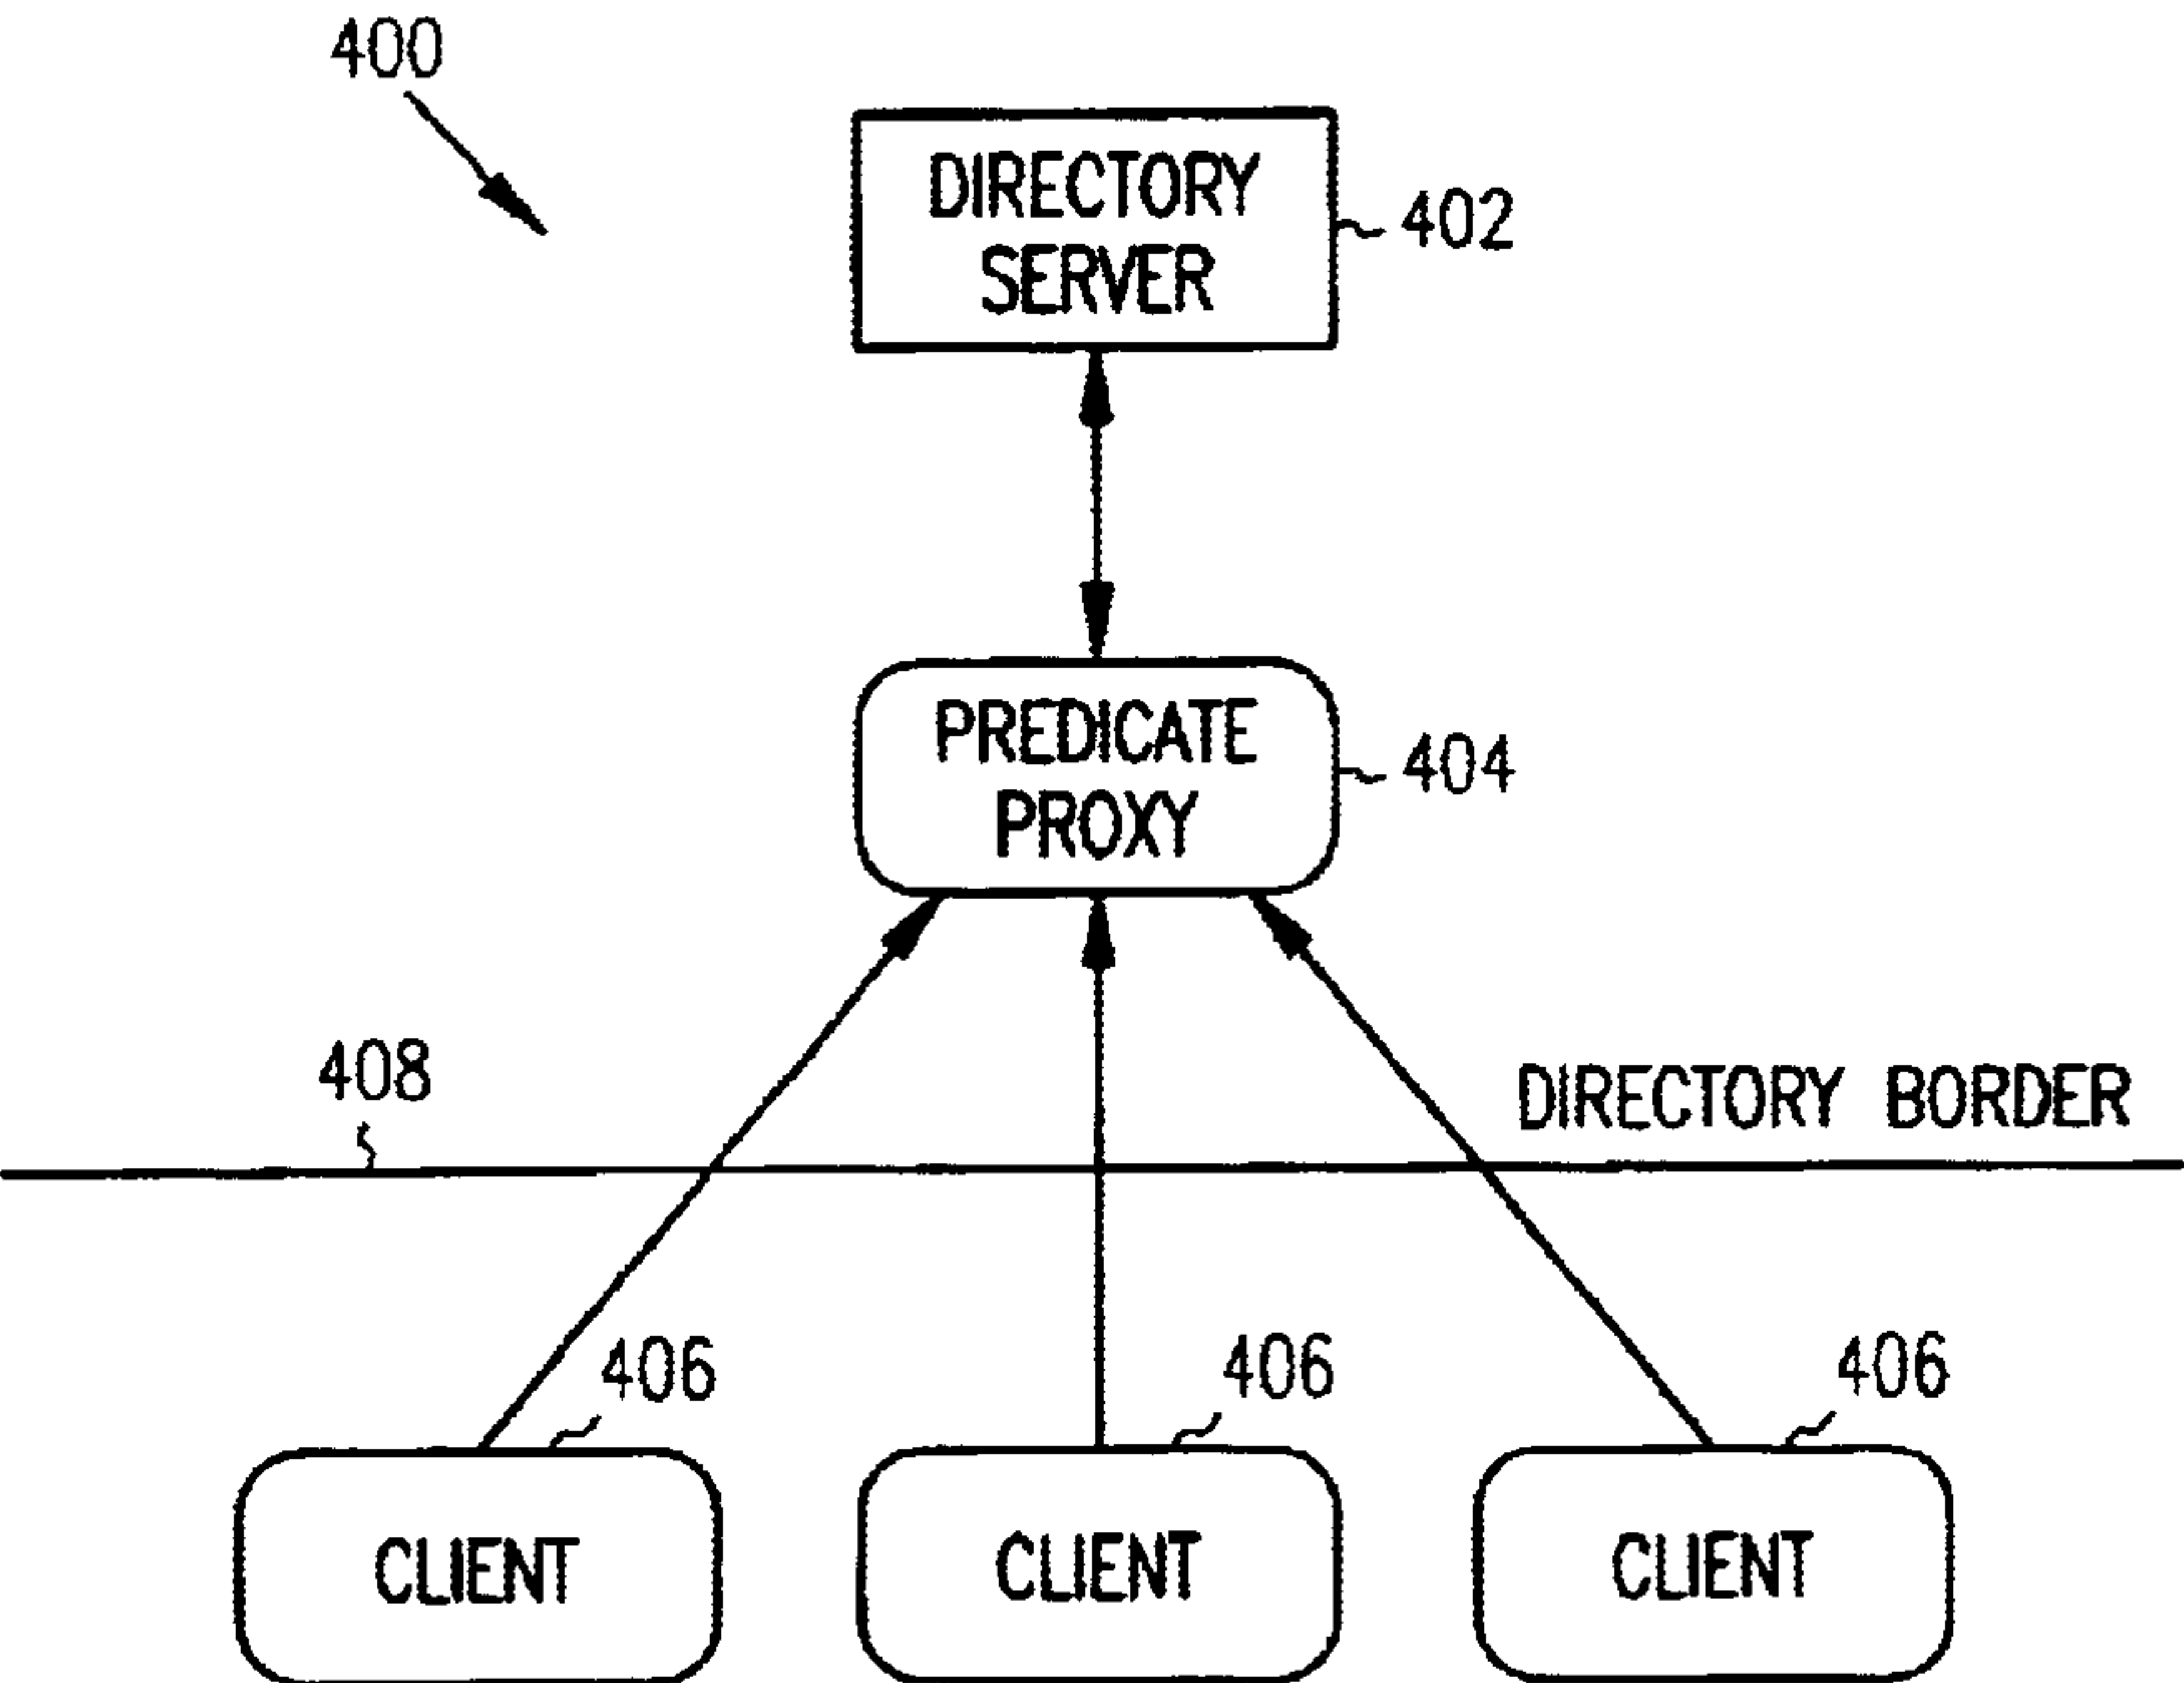 400
DIRECTORY
SERVER
402
PREDICATE
PROXY
404
408
DIRECTORY BORDER
406
406
406
CLIENT
CLIENT
CLIENT